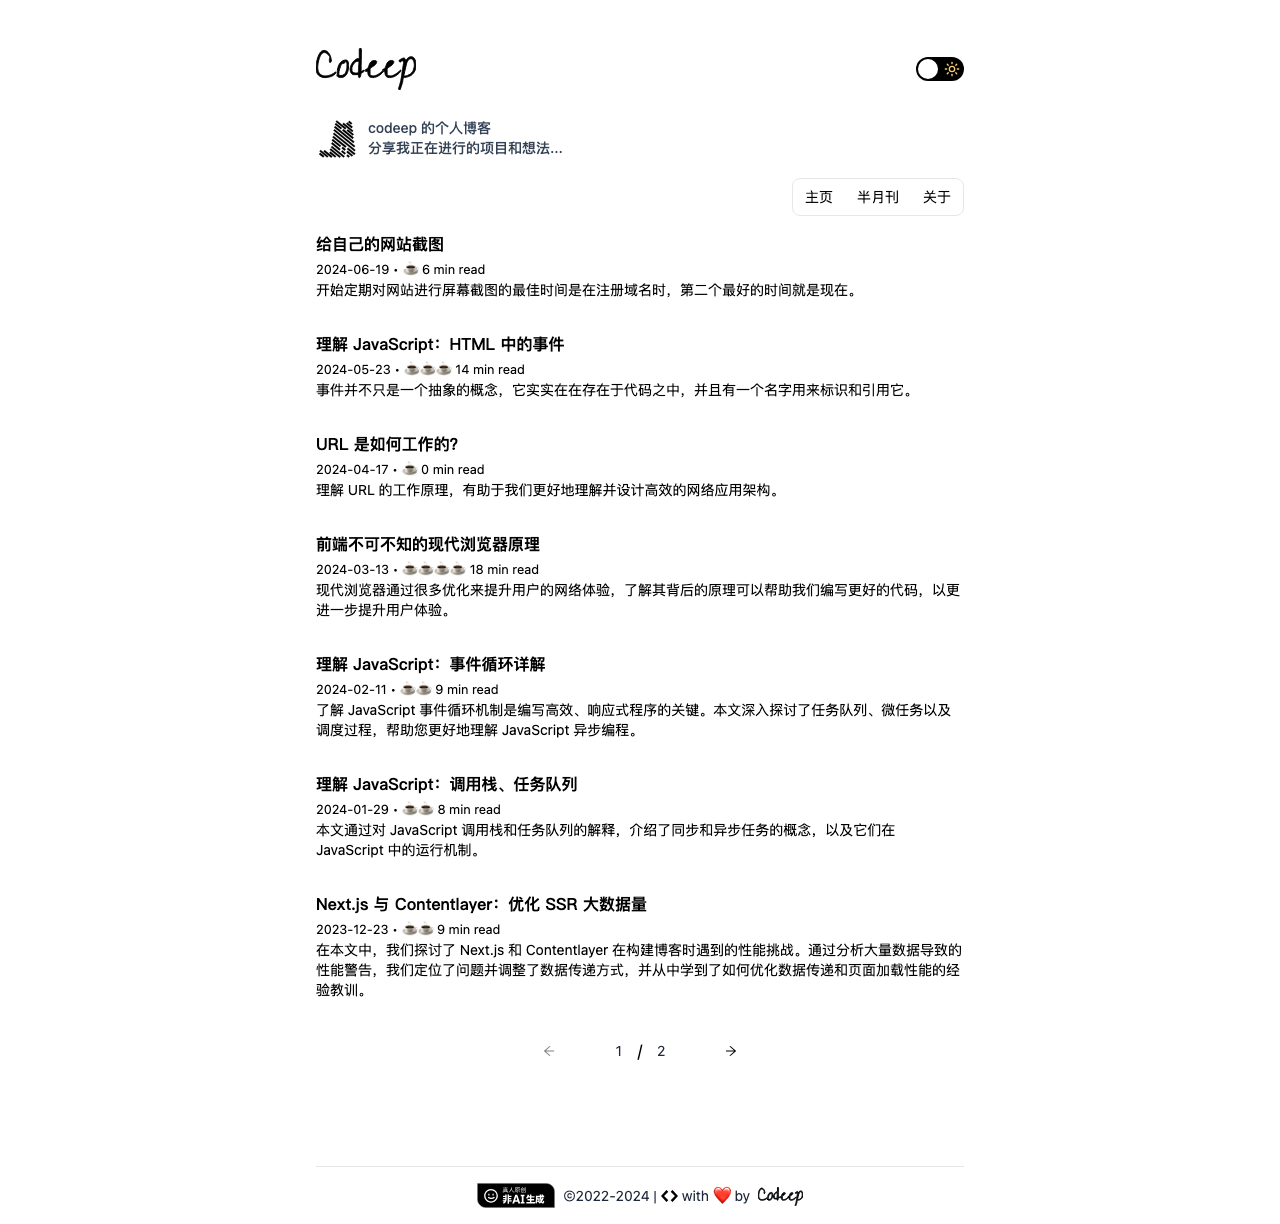 Codeep
codeep 的个人博客
分享我正在进行的项目和想法...
主页 半月刊 关于
给自己的网站截图
2024-06-19 • ☕ 6 min read
开始定期对网站进行屏幕截图的最佳时间是在注册域名时，第二个最好的时间就是现在。
理解 JavaScript：HTML 中的事件
2024-05-23 • ☕☕☕ 14 min read
事件并不只是一个抽象的概念，它实实在在存在于代码之中，并且有一个名字用来标识和引用它。
URL 是如何工作的？
2024-04-17 • ☕ 0 min read
理解 URL 的工作原理，有助于我们更好地理解并设计高效的网络应用架构。
前端不可不知的现代浏览器原理
2024-03-13 • ☕☕☕☕ 18 min read
现代浏览器通过很多优化来提升用户的网络体验，了解其背后的原理可以帮助我们编写更好的代码，以更
进一步提升用户体验。
理解 JavaScript：事件循环详解
2024-02-11 • ☕☕ 9 min read
了解 JavaScript 事件循环机制是编写高效、响应式程序的关键。本文深入探讨了任务队列、微任务以及
调度过程，帮助您更好地理解 JavaScript 异步编程。
理解 JavaScript：调用栈、任务队列
2024-01-29 • ☕☕ 8 min read
本文通过对 JavaScript 调用栈和任务队列的解释，介绍了同步和异步任务的概念，以及它们在
JavaScript 中的运行机制。
Next.js 与 Contentlayer：优化 SSR 大数据量
2023-12-23 • ☕☕ 9 min read
在本文中，我们探讨了 Next.js 和 Contentlayer 在构建博客时遇到的性能挑战。通过分析大量数据导致的
性能警告，我们定位了问题并调整了数据传递方式，并从中学到了如何优化数据传递和页面加载性能的经
验教训。
← 1 / 2 →
真人原创
非AI生成 ©2022-2024 | <> with ❤️ by Codeep